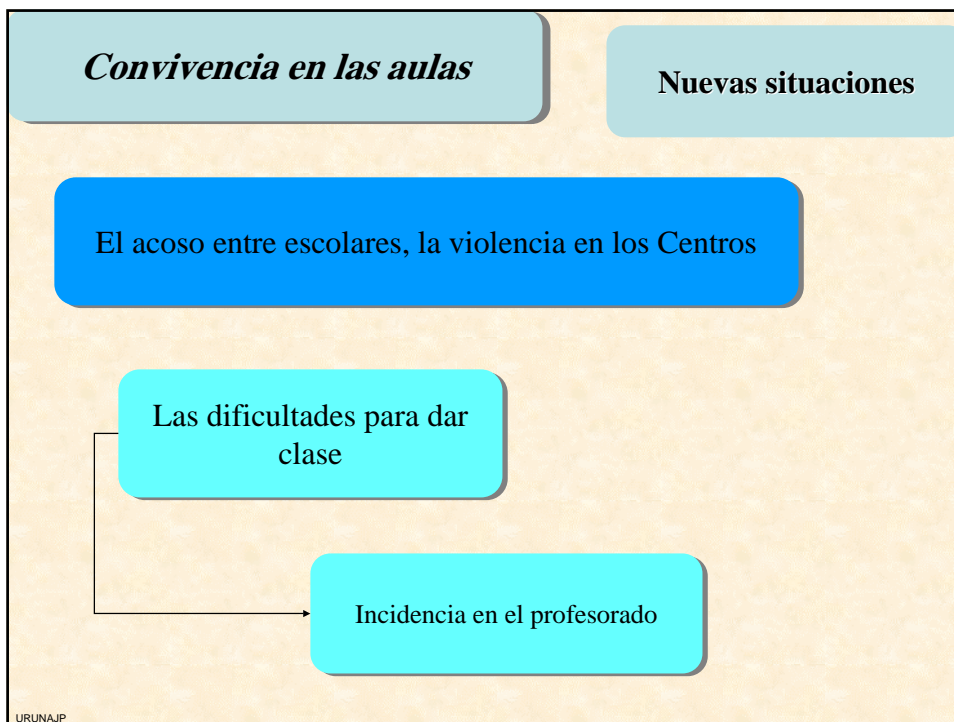 Convivencia en las aulas
Nuevas situaciones
El acoso entre escolares, la violencia en los Centros
Las dificultades para dar
clase
Incidencia en el profesorado
URUNAJP